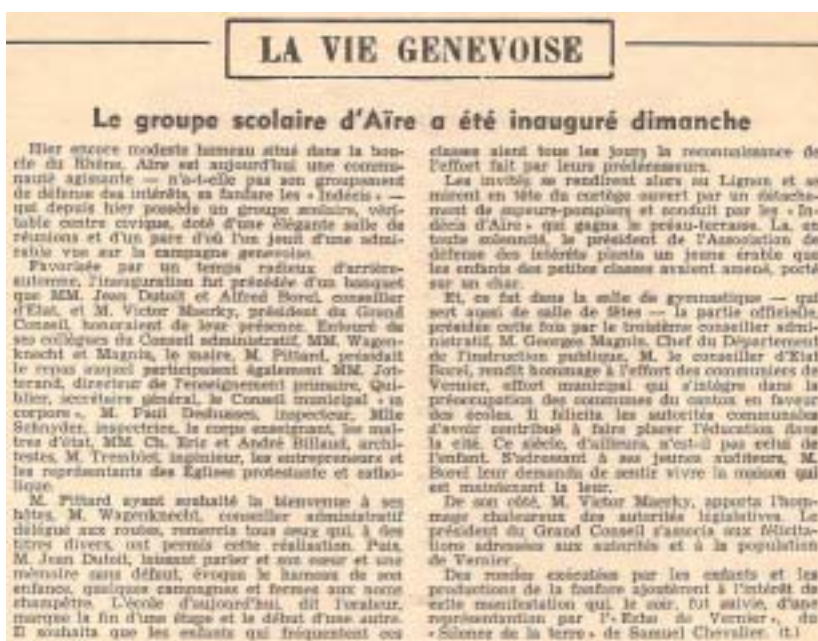 LA VIE GENEVOISE
Le groupe scolaire d'Aïre a été inauguré dimanche
Hier encore modeste hameau situé dans la bou-
cle du Rhône, Aïre est aujourd'hui une commu-
nauté agissante — n'a-t-elle pas son groupement
de défense des intérêts, sa fanfare les « Indécis » —
qui depuis hier possède un groupe scolaire, véri-
table centre civique, doté d'une élégante salle de
réunions et d'un parc d'où l'on jouit d'une admi-
rable vue sur la campagne genevoise.
Favorisée par un temps radieux d'arrière-
automne, l'inauguration fut précédée d'un banquet
que MM. Jean Dutoit et Alfred Borel, conseiller
d'Etat, et M. Victor Maerky, président du Grand
Conseil, honoraient de leur présence. Entouré de
ses collègues du Conseil administratif, MM. Wagen-
knecht et Magnin, le maire, M. Pittard, présidait
le repas auquel participaient également MM. Jot-
terand, directeur de l'enseignement primaire, Qui-
blier, secrétaire général, le Conseil municipal « in
corpore », M. Paul Deshusses, inspecteur, Mlle
Schnyder, inspectrice, le corps enseignant, les maî-
tres d'état, MM. Ch. et André Billaud, archi-
tectes, M. Tremblet, ingénieur, les entrepreneurs et
les représentants des Églises protestante et catho-
lique.
M. Pittard ayant souhaité la bienvenue à ses
hôtes, M. Wagenknecht, conseiller administratif
délégué aux routes, remercia tous ceux qui, à des
titres divers, ont permis cette réalisation. Puis,
M. Jean Dutoit, laissant parler et son cœur et une
mémoire sans défaut, évoqua le hameau de son
enfance, quelques campagnes et fermes aux noms
champêtre. L'école d'aujourd'hui, dit l'orateur,
marque la fin d'une étape et le début d'une autre.
Il souhaita que les enfants qui fréquentent ces
classes aient tous les jours la reconnaissance de
l'effort fait par leurs prédécesseurs.
Les invités se rendirent alors au Lignon et se
mirent en tête du cortège ouvert par un détache-
ment de sapeurs-pompiers et conduit par les « In-
décis d'Aïre » qui gagna le préau-terrasse. Là, en
toute solennité, le président de l'Association de
défense des intérêts planta un jeune érable que
les enfants des petites classes avaient amené, porté
sur un char.
Et, ce fut dans la salle de gymnastique — qui
sert aussi de salle de fêtes — la partie officielle,
présidée cette fois par le troisième conseiller admi-
nistratif, M. Georges Magnin. Chef du Département
de l'instruction publique, M. le conseiller d'Etat
Borel, rendit hommage à l'effort des communiers de
Vernier, effort municipal qui s'intègre dans la
préoccupation des communes du canton en faveur
des écoles. Il félicita les autorités communales
d'avoir contribué à faire placer l'éducation dans
la cité. Ce siècle, d'ailleurs, n'est-il pas celui de
l'enfant. S'adressant à ses jeunes auditeurs, M.
Borel leur demanda de sentir vivre la maison qui
est maintenant la leur.
De son côté, M. Victor Maerky, apporta l'hom-
mage chaleureux des autorités législatives. Le
président du Grand Conseil s'associa aux félicita-
tions adressées aux autorités et à la population
de Vernier.
Des rondes exécutées par les enfants et les
productions de la fanfare ajoutèrent à l'intérêt de
cette manifestation qui, le soir, fut suivie, d'une
représentation par l'« Echo de Vernier », du
« Silence de la terre » de Samuel Chevallier.